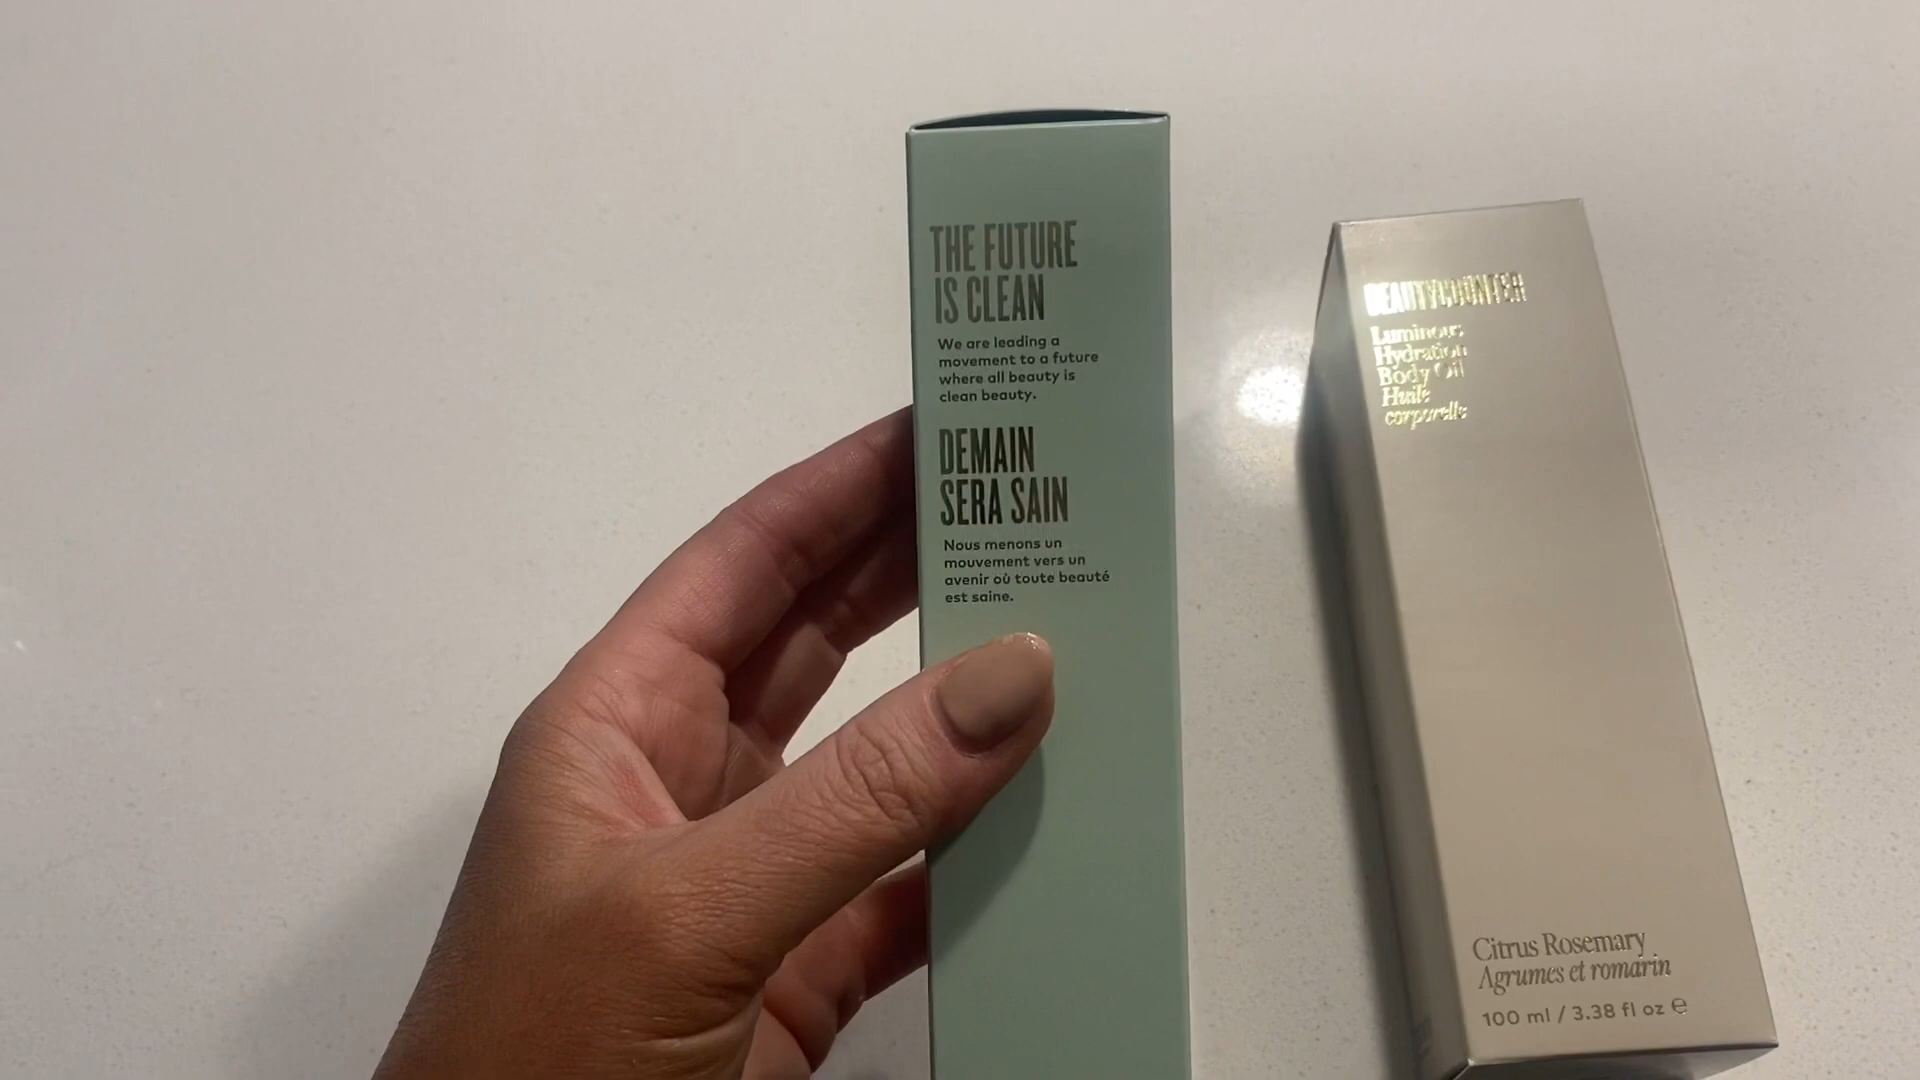 THE FUTURE
IS CLEAN
We are leading a
movement to a future
where all beauty is
clean beauty.
DEMAIN
SERA SAIN
Nous menons un
mouvement vers un
avenir où toute beauté
est saine.
BEAUTYCOUNTER
Luminous
Hydration
Body Oil
Huile
corporelle
Citrus Rosemary
Agrumes et romarin
100 ml / 3.38 fl oz ℮